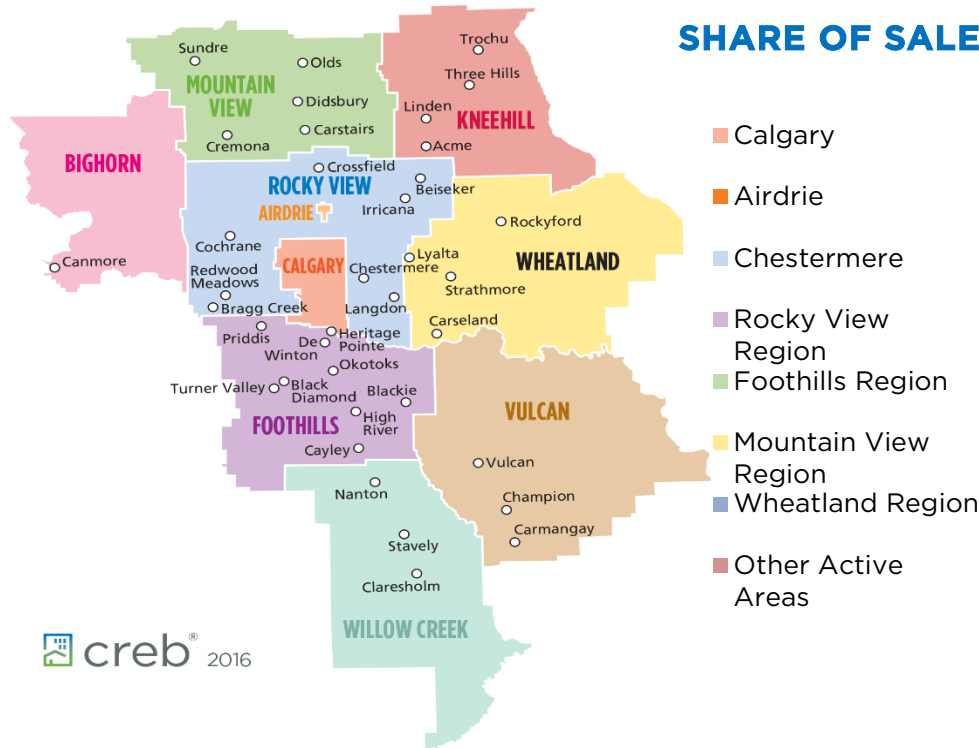 SHARE OF SALE
Sundre
Olds
MOUNTAIN
VIEW
Didsbury
Carstairs
Cremona
Trochu
Three Hills
Linden
KNEEHILL
Acme
BIGHORN
Canmore
Crossfield
ROCKY VIEW
Beiseker
AIRDRIE
Irricana
Cochrane
CALGARY
Redwood
Meadows
Chestermere
Bragg Creek
Langdon
Rockyford
Lyalta
WHEATLAND
Strathmore
Carseland
Priddis
De
Winton
Heritage
Pointe
Okotoks
Turner Valley
Black
Diamond
Blackie
High
River
FOOTHILLS
Cayley
VULCAN
Vulcan
Champion
Carmangay
Nanton
Stavely
Claresholm
WILLOW CREEK
creb® 2016
Calgary
Airdrie
Chestermere
Rocky View
Region
Foothills Region
Mountain View
Region
Wheatland Region
Other Active
Areas